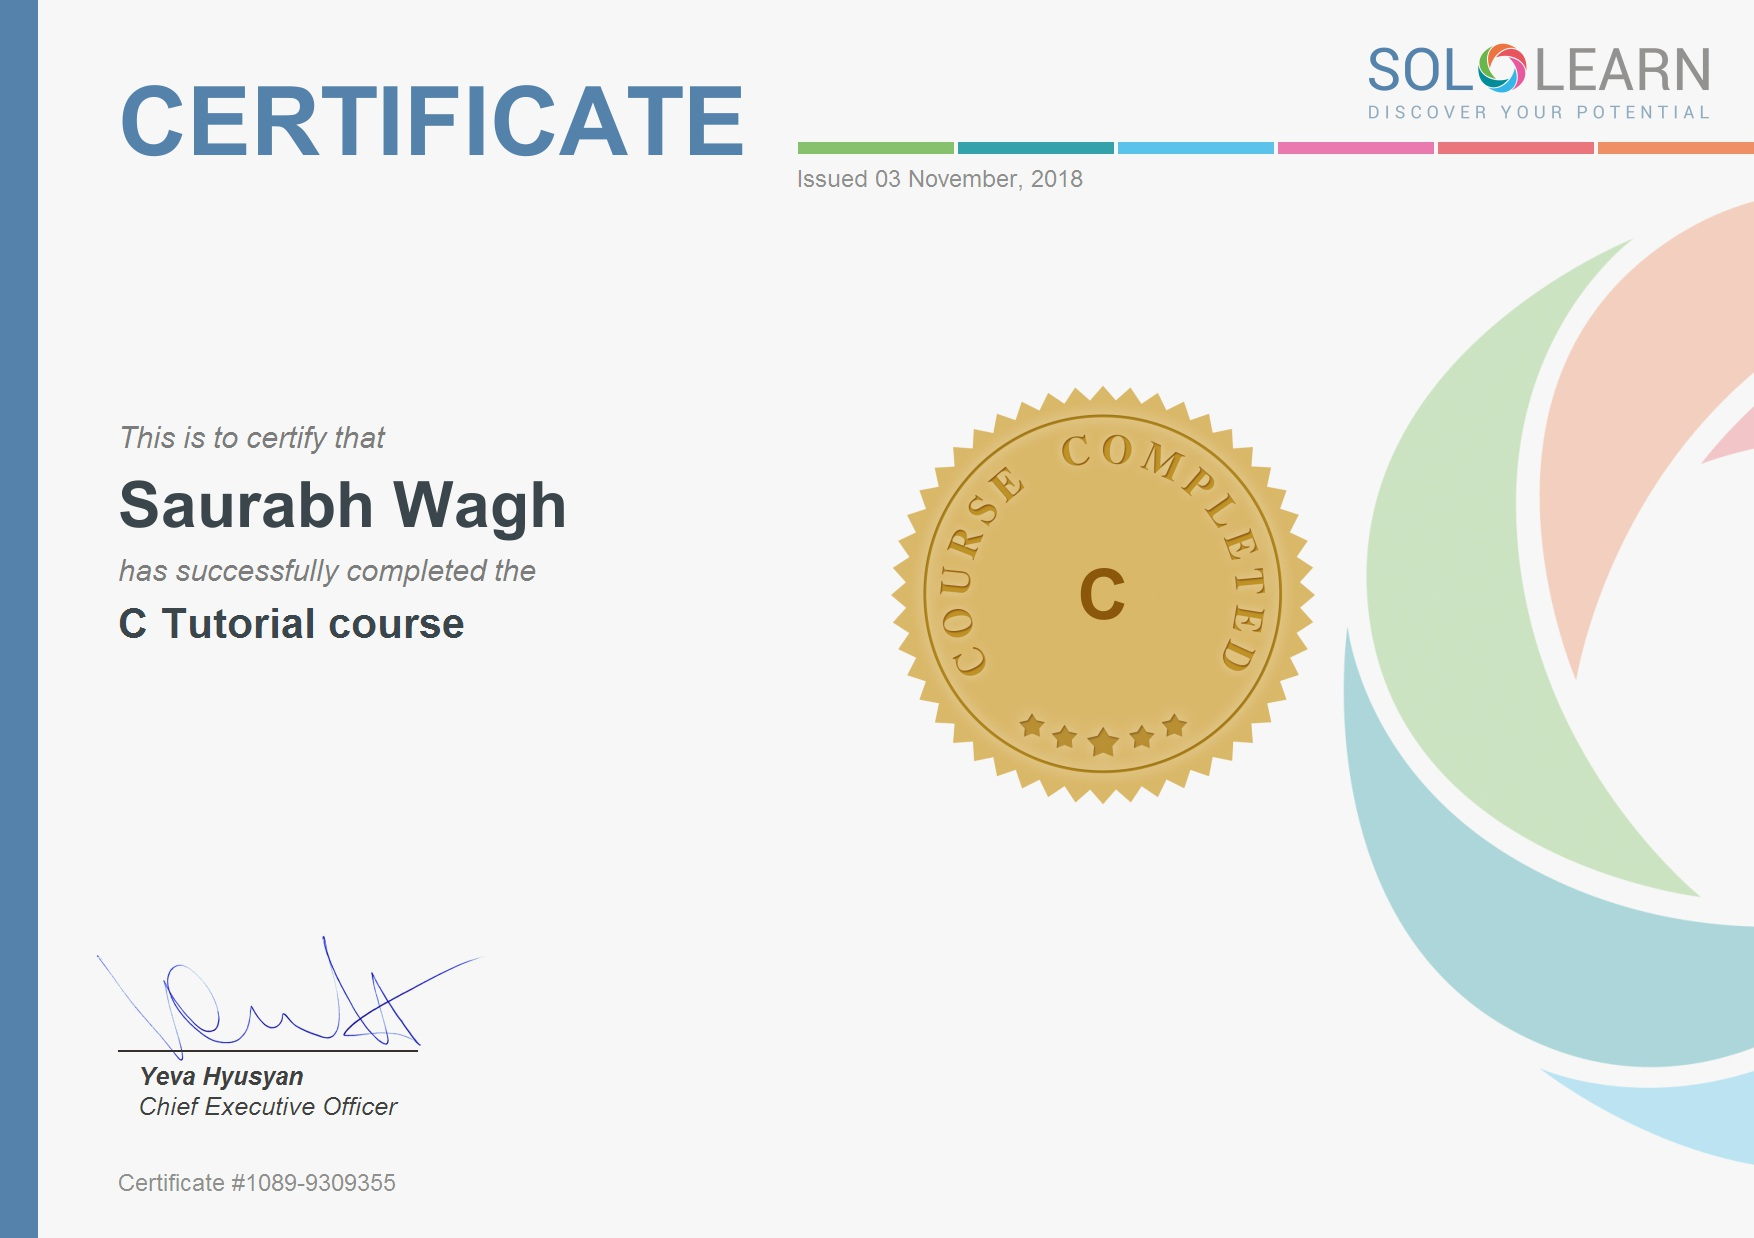 CERTIFICATE
SOLOLEARN
DISCOVER YOUR POTENTIAL
Issued 03 November, 2018
This is to certify that
Saurabh Wagh
has successfully completed the
C Tutorial course
COURSE COMPLETED
C
Yeva Hyusyan
Chief Executive Officer
Certificate #1089-9309355